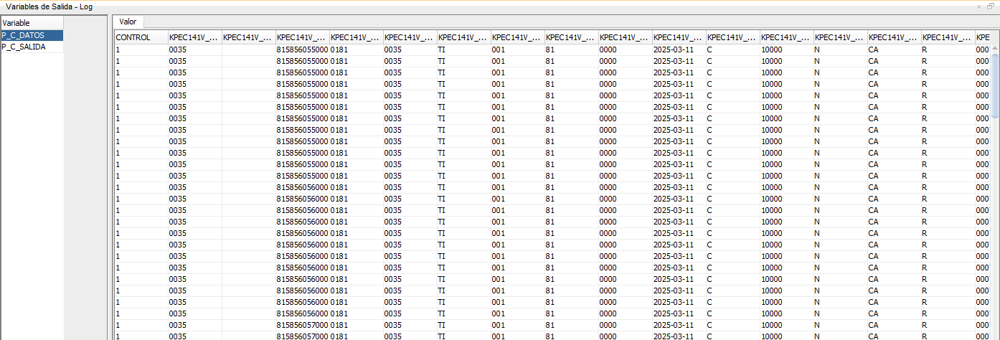 Variables de Salida - Log
Variable
P_C_DATOS
P_C_SALIDA
Valor
CONTROL KPEC141V_... KPEC141V_... KPEC141V_... KPEC141V_... KPEC141V_... KPEC141V_... KPEC141V_... KPEC141V_... KPEC141V_... KPEC141V_... KPEC141V_... KPEC141V_... KPEC141V_... KPEC141V_... KPEC141V_... KPE
1 0035 815856055000 0181 0035 TI 001 81 0000 2025-03-11 C 10000 N CA R 000
1 0035 815856055000 0181 0035 TI 001 81 0000 2025-03-11 C 10000 N CA R 000
1 0035 815856055000 0181 0035 TI 001 81 0000 2025-03-11 C 10000 N CA R 000
1 0035 815856055000 0181 0035 TI 001 81 0000 2025-03-11 C 10000 N CA R 000
1 0035 815856055000 0181 0035 TI 001 81 0000 2025-03-11 C 10000 N CA R 000
1 0035 815856055000 0181 0035 TI 001 81 0000 2025-03-11 C 10000 N CA R 000
1 0035 815856055000 0181 0035 TI 001 81 0000 2025-03-11 C 10000 N CA R 000
1 0035 815856055000 0181 0035 TI 001 81 0000 2025-03-11 C 10000 N CA R 000
1 0035 815856055000 0181 0035 TI 001 81 0000 2025-03-11 C 10000 N CA R 000
1 0035 815856055000 0181 0035 TI 001 81 0000 2025-03-11 C 10000 N CA R 000
1 0035 815856055000 0181 0035 TI 001 81 0000 2025-03-11 C 10000 N CA R 000
1 0035 815856055000 0181 0035 TI 001 81 0000 2025-03-11 C 10000 N CA R 000
1 0035 815856056000 0181 0035 TI 001 81 0000 2025-03-11 C 10000 N CA R 000
1 0035 815856056000 0181 0035 TI 001 81 0000 2025-03-11 C 10000 N CA R 000
1 0035 815856056000 0181 0035 TI 001 81 0000 2025-03-11 C 10000 N CA R 000
1 0035 815856056000 0181 0035 TI 001 81 0000 2025-03-11 C 10000 N CA R 000
1 0035 815856056000 0181 0035 TI 001 81 0000 2025-03-11 C 10000 N CA R 000
1 0035 815856056000 0181 0035 TI 001 81 0000 2025-03-11 C 10000 N CA R 000
1 0035 815856056000 0181 0035 TI 001 81 0000 2025-03-11 C 10000 N CA R 000
1 0035 815856056000 0181 0035 TI 001 81 0000 2025-03-11 C 10000 N CA R 000
1 0035 815856056000 0181 0035 TI 001 81 0000 2025-03-11 C 10000 N CA R 000
1 0035 815856056000 0181 0035 TI 001 81 0000 2025-03-11 C 10000 N CA R 000
1 0035 815856056000 0181 0035 TI 001 81 0000 2025-03-11 C 10000 N CA R 000
1 0035 815856056000 0181 0035 TI 001 81 0000 2025-03-11 C 10000 N CA R 000
1 0035 815856057000 0181 0035 TI 001 81 0000 2025-03-11 C 10000 N CA R 000
1 0035 815856057000 0181 0035 TI 001 81 0000 2025-03-11 C 10000 N CA R 000